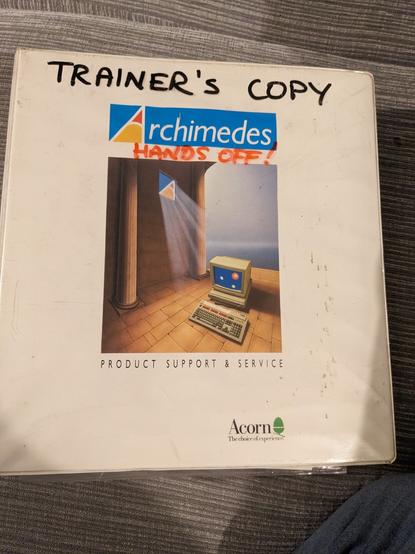 TRAINER'S COPY
Archimedes
HANDS OFF!
PRODUCT SUPPORT & SERVICE
Acorn
The choice of experience.